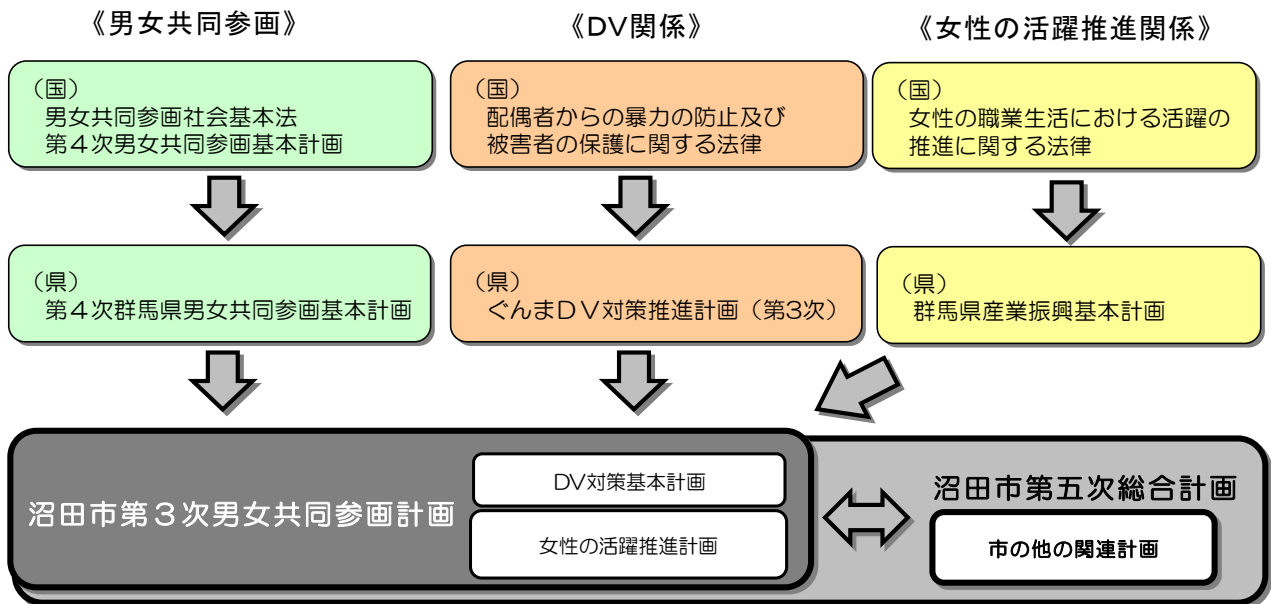 《男女共同参画》
《DV関係》
《女性の活躍推進関係》
（国）
男女共同参画社会基本法
第４次男女共同参画基本計画
（国）
配偶者からの暴力の防止及び
被害者の保護に関する法律
（国）
女性の職業生活における活躍の
推進に関する法律
（県）
第４次群馬県男女共同参画基本計画
（県）
ぐんまＤＶ対策推進計画（第3次）
（県）
群馬県産業振興基本計画
沼田市第３次男女共同参画計画
DV対策基本計画
女性の活躍推進計画
沼田市第五次総合計画
市の他の関連計画